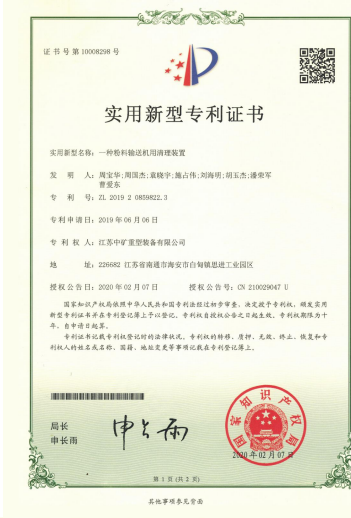 证书号第10008298号
实用新型专利证书
实用新型名称：一种粉料输送机用清理装置
发 明 人：周宝华;周国杰;袁晓宇;施占伟;刘海明;胡玉杰;潘荣军
曹爱东
专 利 号：ZL 2019 2 0859822.3
专利申请日：2019年06月06日
专 利 权 人：江苏中矿重型装备有限公司
地 址：226682 江苏省南通市海安市白甸镇思进工业园区
授权公告日：2020年02月07日 授权公告号：CN 210029047 U
国家知识产权局依照中华人民共和国专利法经过初步审查，决定授予专利权，颁发实用
新型专利证书并在专利登记簿上予以登记。专利权自授权公告之日起生效。专利权期限为十
年，自申请日起算。
专利证书记载专利权登记时的法律状况。专利权的转移、质押、无效、终止、恢复和专
利权人的姓名或名称、国籍、地址变更等事项记载在专利登记簿上。
局长
申长雨
申长雨
国家知识产权局
2020年02月07日
第 1 页 (共 2 页)
其他事项参见背面